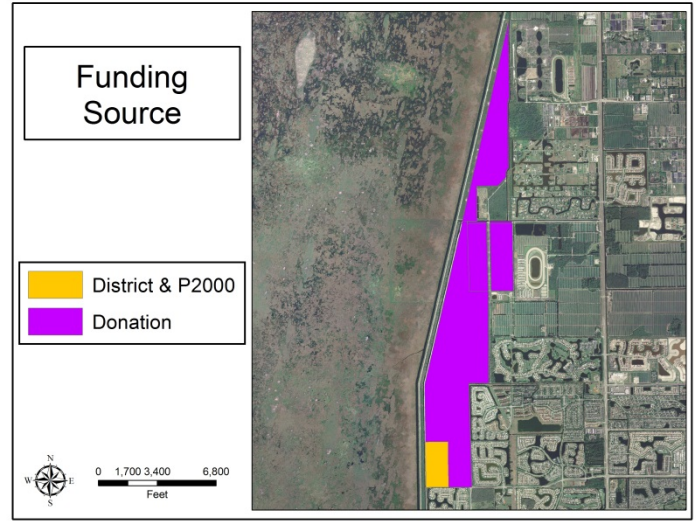 Funding
Source
District & P2000
Donation
N
W E
S
0 1,700 3,400 6,800
Feet